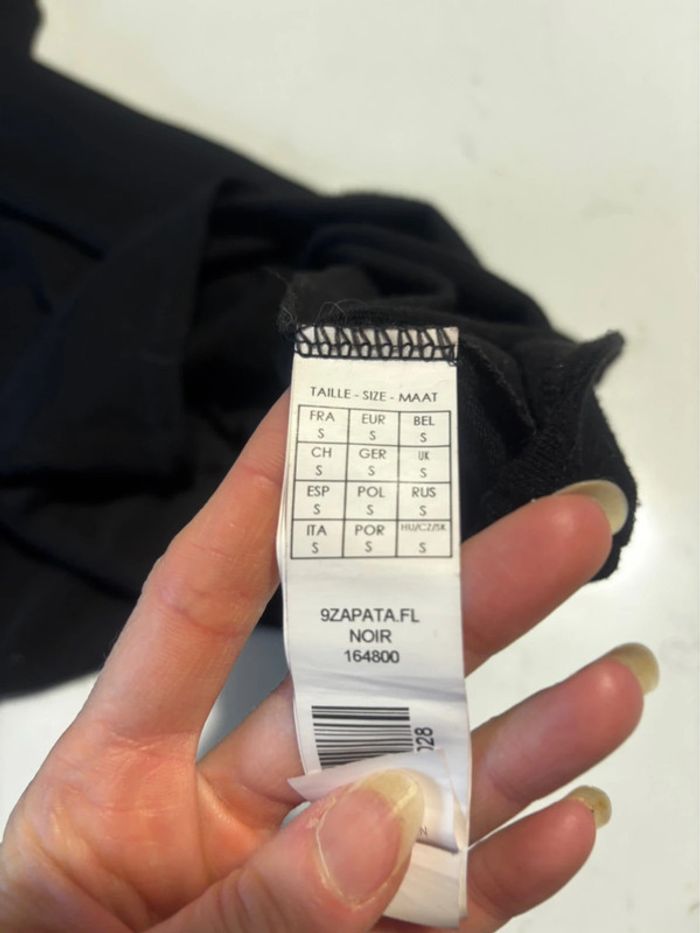 TAILLE - SIZE - MAAT
FRA EUR BEL
S S S
CH GER UK
S S S
ESP POL RUS
S S S
ITA POR HU/CZ/SK
S S S
9ZAPATA.FL
NOIR
164800
028
N